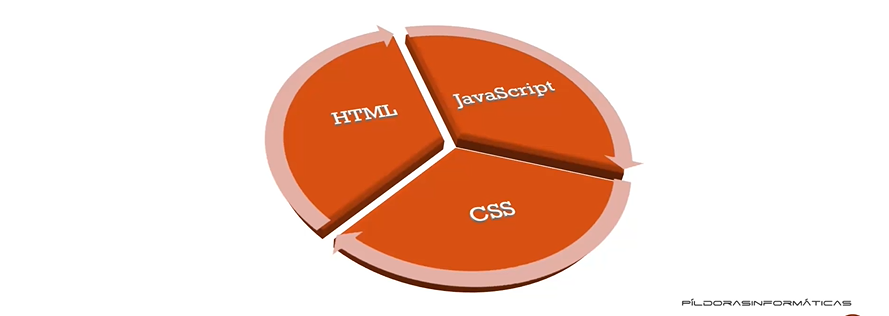 HTML
JavaScript
CSS
PÍLDORASINFORMÁTICAS